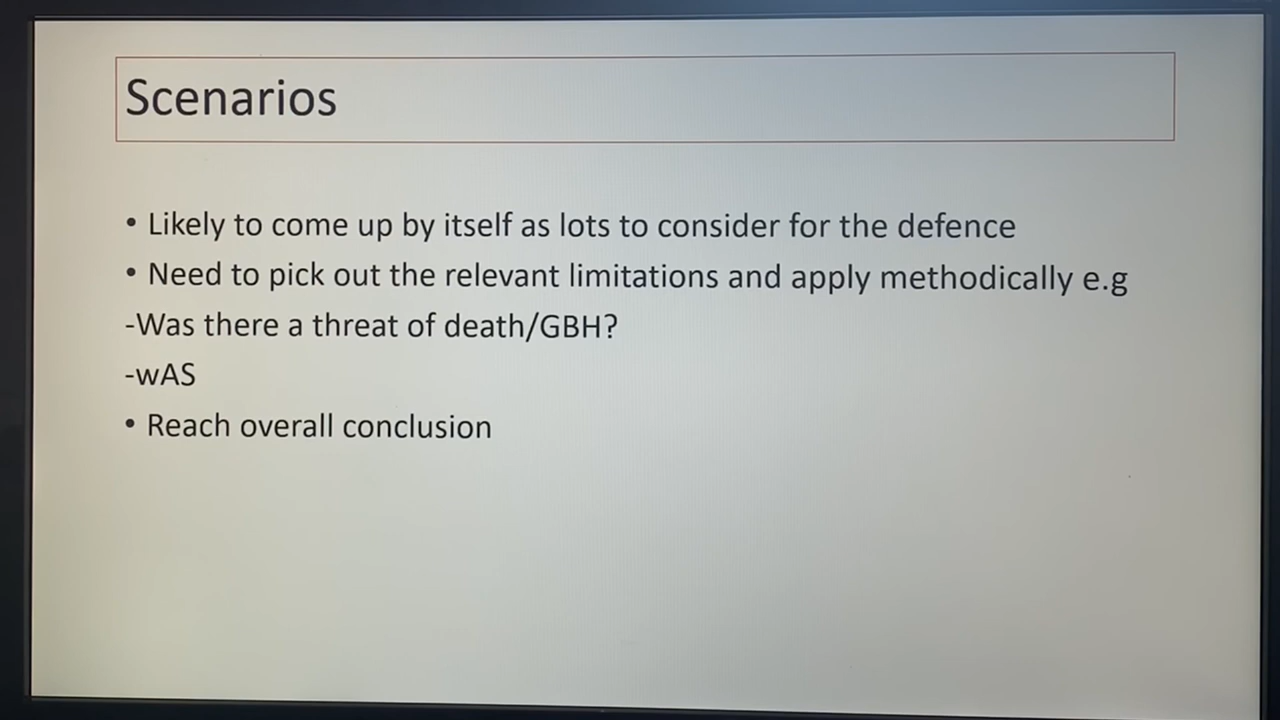 Scenarios
• Likely to come up by itself as lots to consider for the defence
• Need to pick out the relevant limitations and apply methodically e.g
-Was there a threat of death/GBH?
-wAS
• Reach overall conclusion